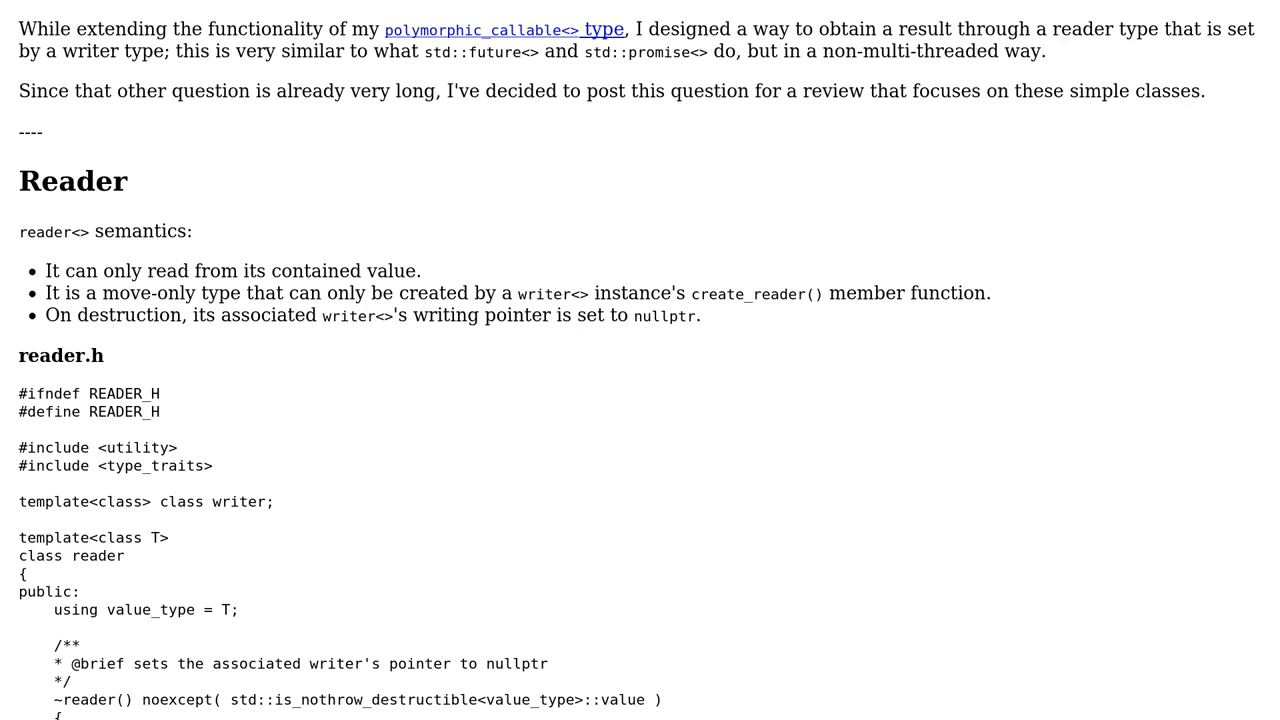 While extending the functionality of my polymorphic_callable<> type, I designed a way to obtain a result through a reader type that is set
by a writer type; this is very similar to what std::future<> and std::promise<> do, but in a non-multi-threaded way.
Since that other question is already very long, I've decided to post this question for a review that focuses on these simple classes.
----
Reader
reader<> semantics:
• It can only read from its contained value.
• It is a move-only type that can only be created by a writer<> instance's create_reader() member function.
• On destruction, its associated writer<>'s writing pointer is set to nullptr.
reader.h
#ifndef READER_H
#define READER_H
#include <utility>
#include <type_traits>
template<class> class writer;
template<class T>
class reader
{
public:
    using value_type = T;
    /**
    * @brief sets the associated writer's pointer to nullptr
    */
    ~reader() noexcept( std::is_nothrow_destructible<value_type>::value )
    {